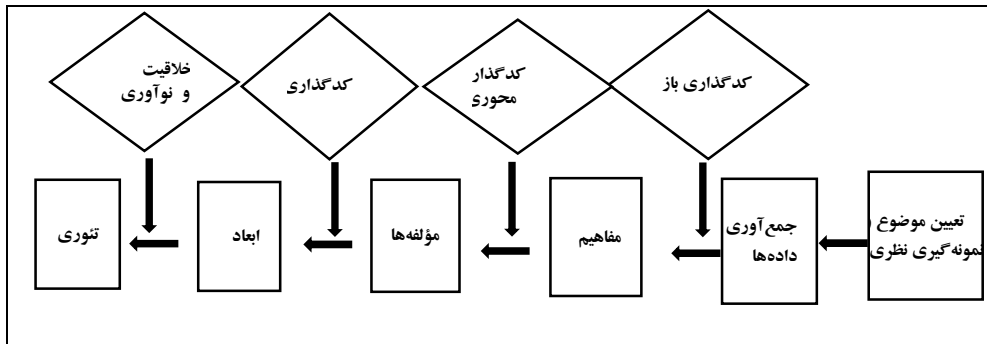 کدگذاری باز
کدگذار
محوری
کدگذاری
خلاقیت
و نوآوری
تعیین موضوع و
نمونه‌گیری نظری
جمع‌آوری
داده‌ها
مفاهیم
مؤلفه‌ها
ابعاد
تئوری